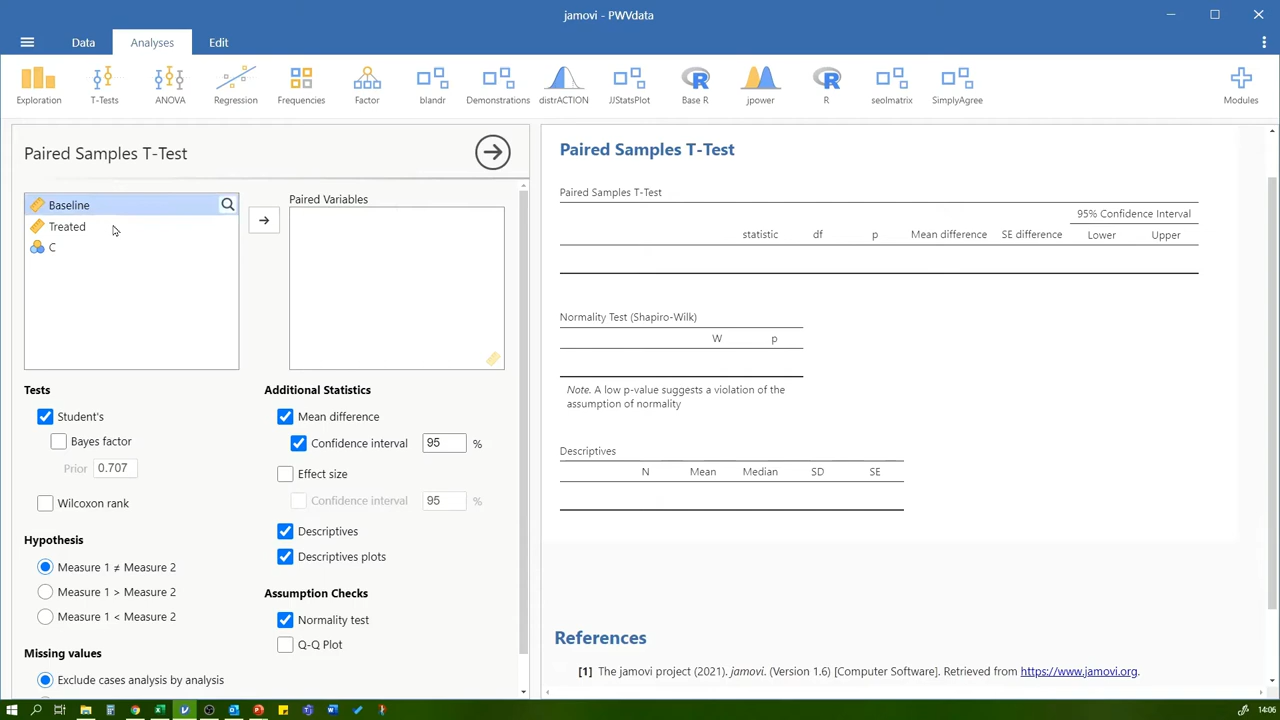 jamovi - PWVdata
Data
Analyses
Edit
Exploration
T-Tests
ANOVA
Regression
Frequencies
Factor
blandr
Demonstrations
distrACTION
JJStatsPlot
Base R
jpower
R
seolmatrix
SimplyAgree
Modules
Paired Samples T-Test
Baseline
Treated
C
Paired Variables
Tests
Student's
Bayes factor
Prior 0.707
Wilcoxon rank
Hypothesis
Measure 1 ≠ Measure 2
Measure 1 > Measure 2
Measure 1 < Measure 2
Missing values
Exclude cases analysis by analysis
Additional Statistics
Mean difference
Confidence interval 95 %
Effect size
Confidence interval 95 %
Descriptives
Descriptives plots
Assumption Checks
Normality test
Q-Q Plot
Paired Samples T-Test
Paired Samples T-Test
95% Confidence Interval
statistic df p Mean difference SE difference Lower Upper
Normality Test (Shapiro-Wilk)
W p
Note. A low p-value suggests a violation of the
assumption of normality
Descriptives
N Mean Median SD SE
References
[1] The jamovi project (2021). jamovi. (Version 1.6) [Computer Software]. Retrieved from https://www.jamovi.org.
14:06